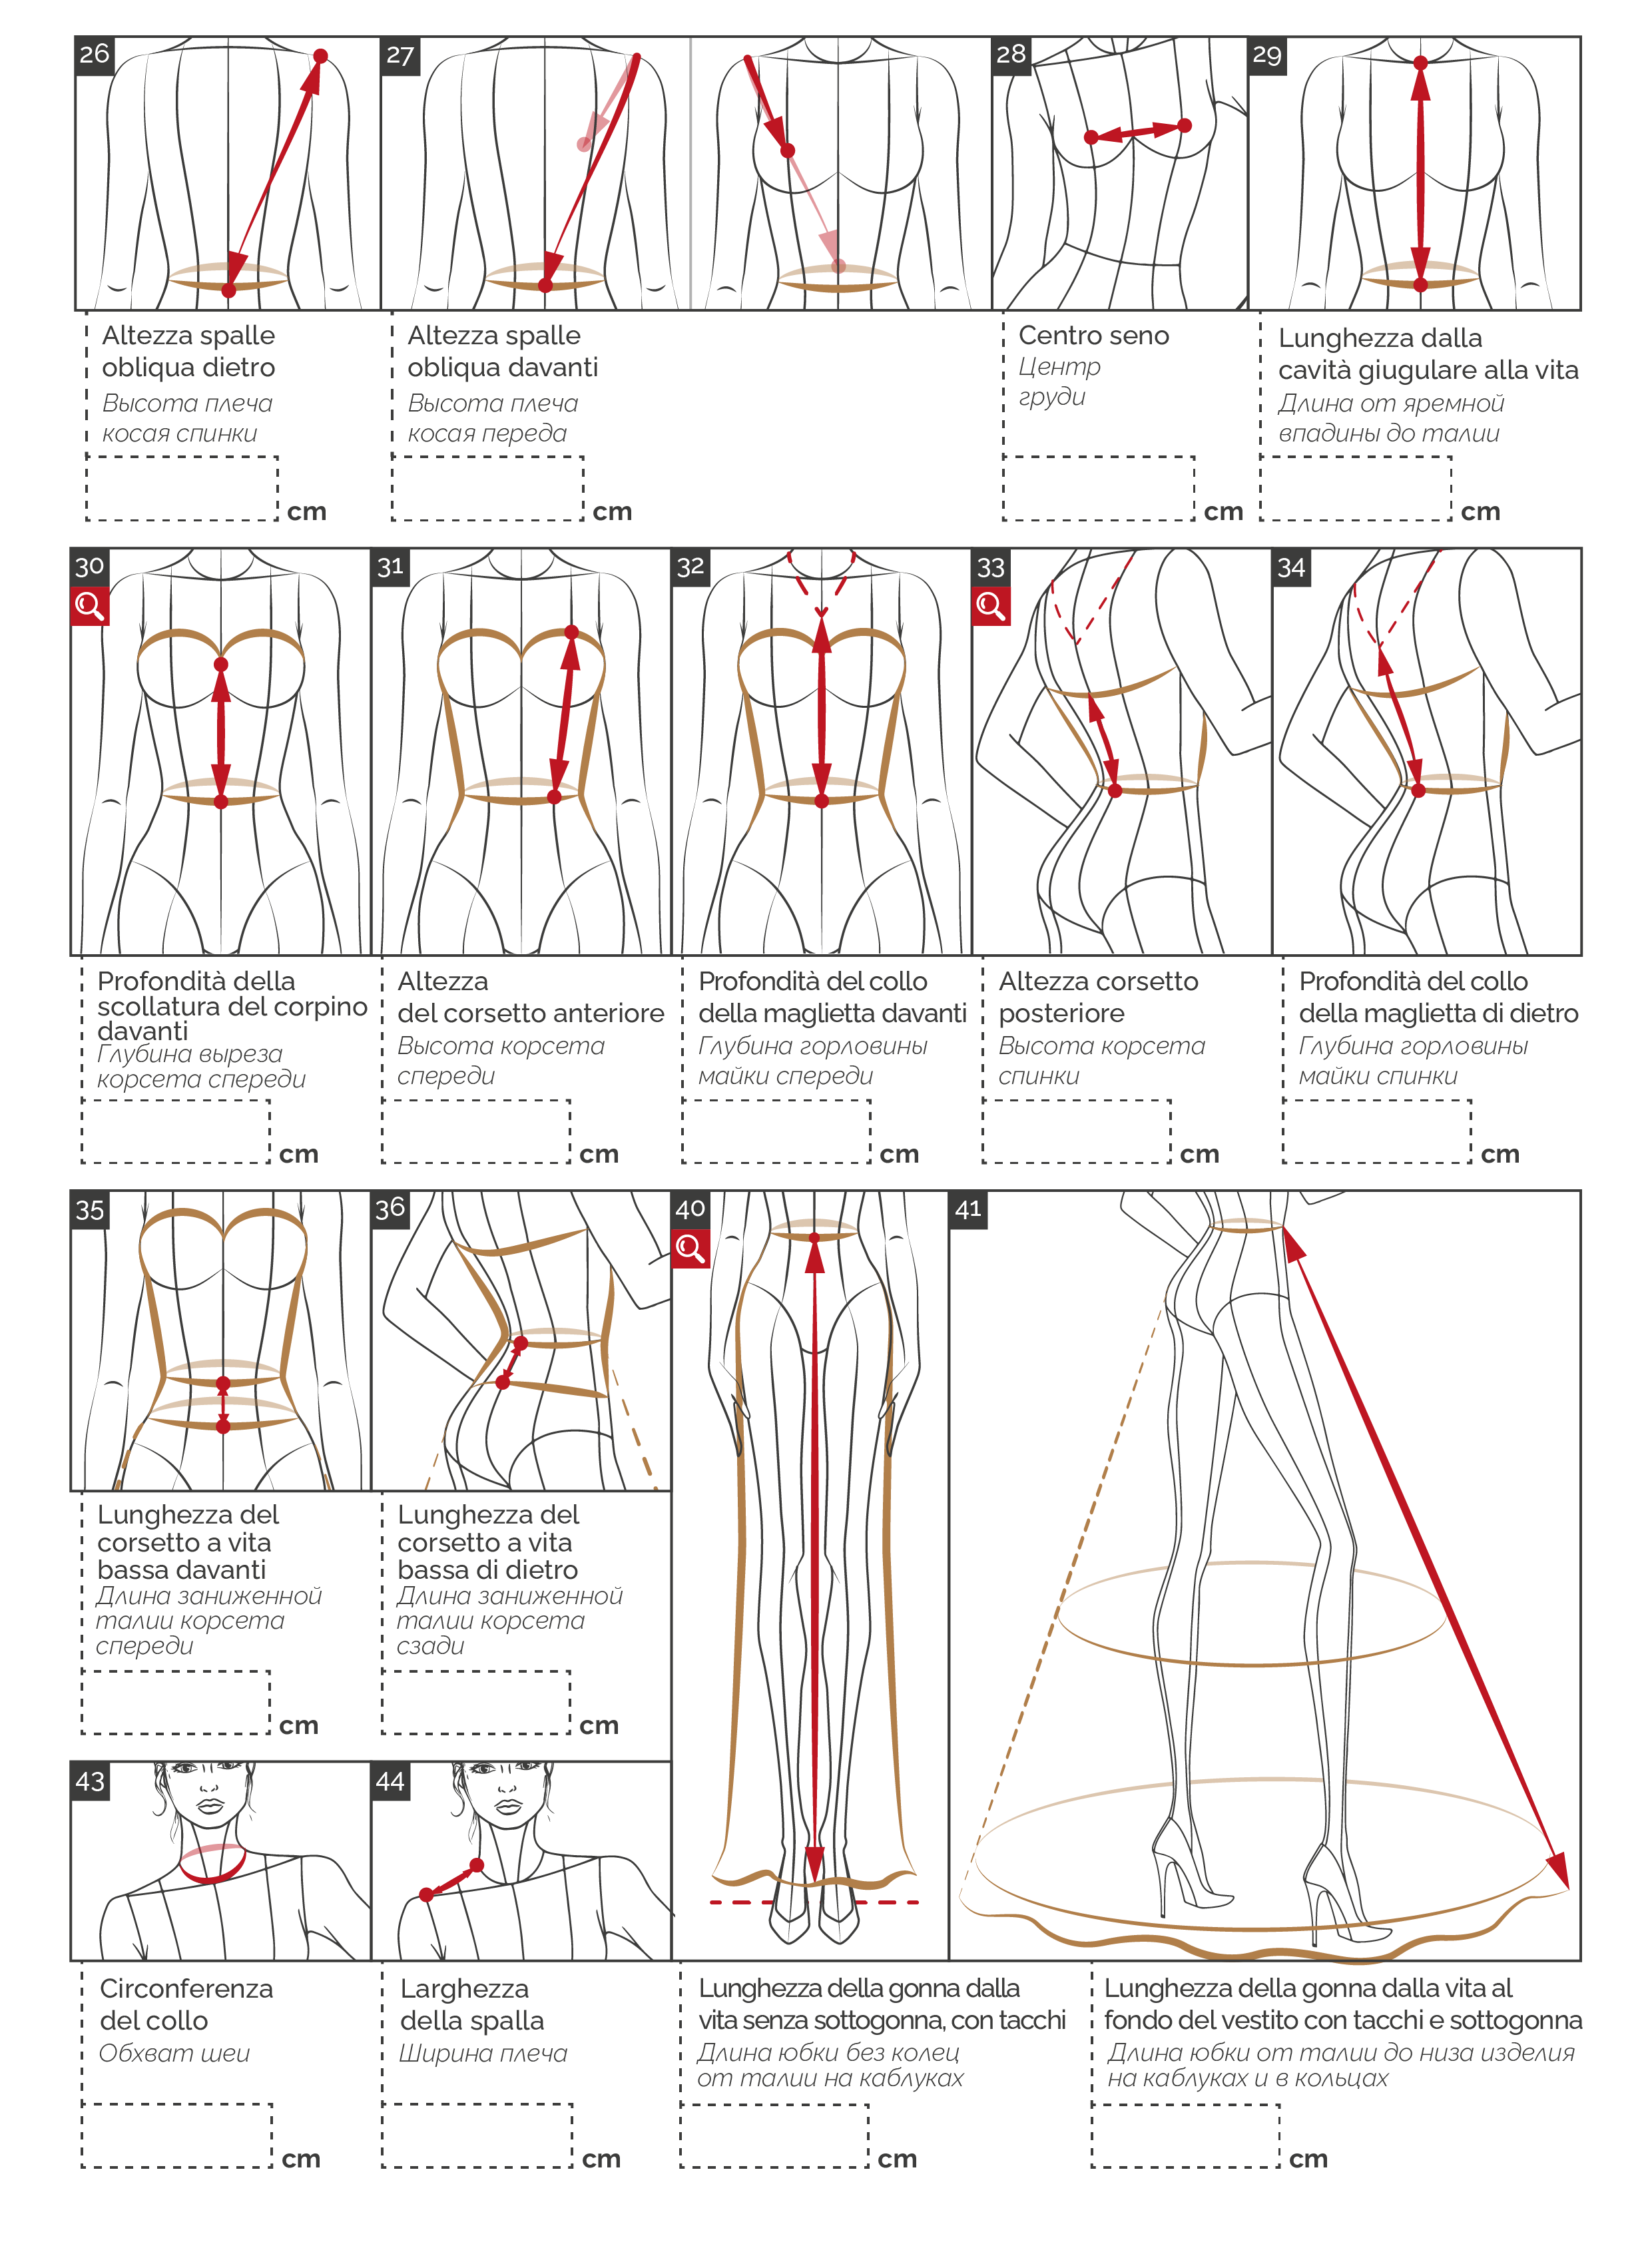 26
27
28
29
Altezza spalle
obliqua dietro
Высота плеча
косая спинки
cm
Altezza spalle
obliqua davanti
Высота плеча
косая переда
cm
Centro seno
Центр
груди
cm
Lunghezza dalla
cavità giugulare alla vita
Длина от яремной
впадины до талии
cm
30
31
32
33
34
Profondità della
scollatura del corpino
davanti
Глубина выреза
корсета спереди
cm
Altezza
del corsetto anteriore
Высота корсета
спереди
cm
Profondità del collo
della maglietta davanti
Глубина горловины
майки спереди
cm
Altezza corsetto
posteriore
Высота корсета
спинки
cm
Profondità del collo
della maglietta di dietro
Глубина горловины
майки спинки
cm
35
36
40
41
Lunghezza del
corsetto a vita
bassa davanti
Длина заниженной
талии корсета
спереди
cm
Lunghezza del
corsetto a vita
bassa di dietro
Длина заниженной
талии корсета
сзади
cm
43
44
Circonferenza
del collo
Обхват шеи
cm
Larghezza
della spalla
Ширина плеча
cm
Lunghezza della gonna dalla
vita senza sottogonna, con tacchi
Длина юбки без колец
от талии на каблуках
cm
Lunghezza della gonna dalla vita al
fondo del vestito con tacchi e sottogonna
Длина юбки от талии до низа изделия
на каблуках и в кольцах
cm